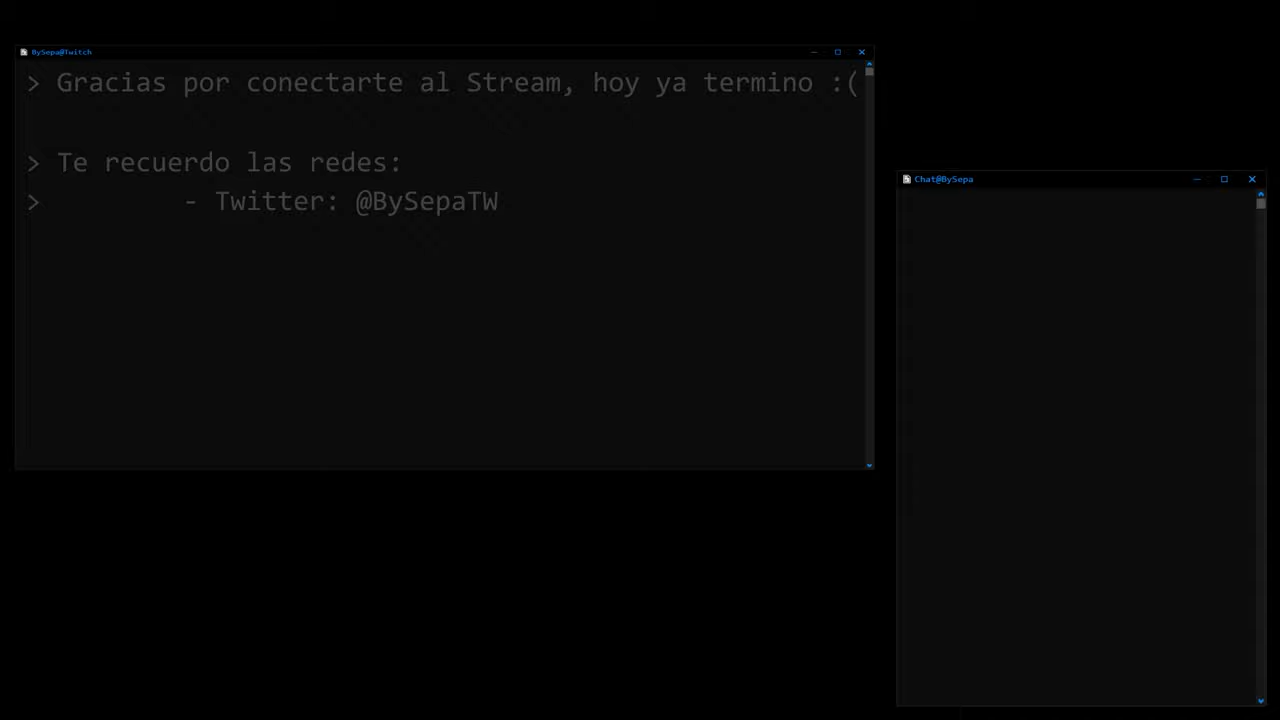 BySepa@Twitch
> Gracias por conectarte al Stream, hoy ya termino :(
> Te recuerdo las redes:
> - Twitter: @BySepaTW
Chat@BySepa